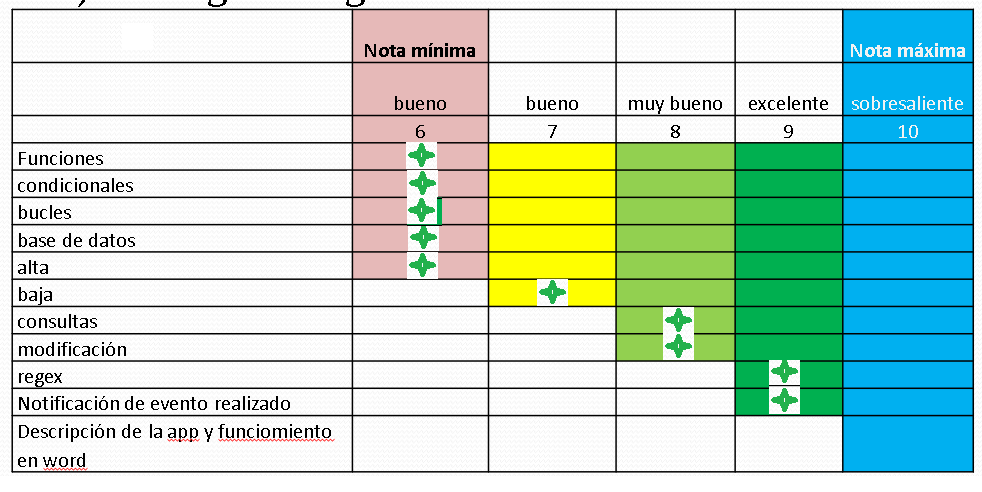 Nota mínima
Nota máxima
bueno
bueno
muy bueno
excelente
sobresaliente
6
7
8
9
10
Funciones
condicionales
bucles
base de datos
alta
baja
consultas
modificación
regex
Notificación de evento realizado
Descripción de la app y funciomiento
en word